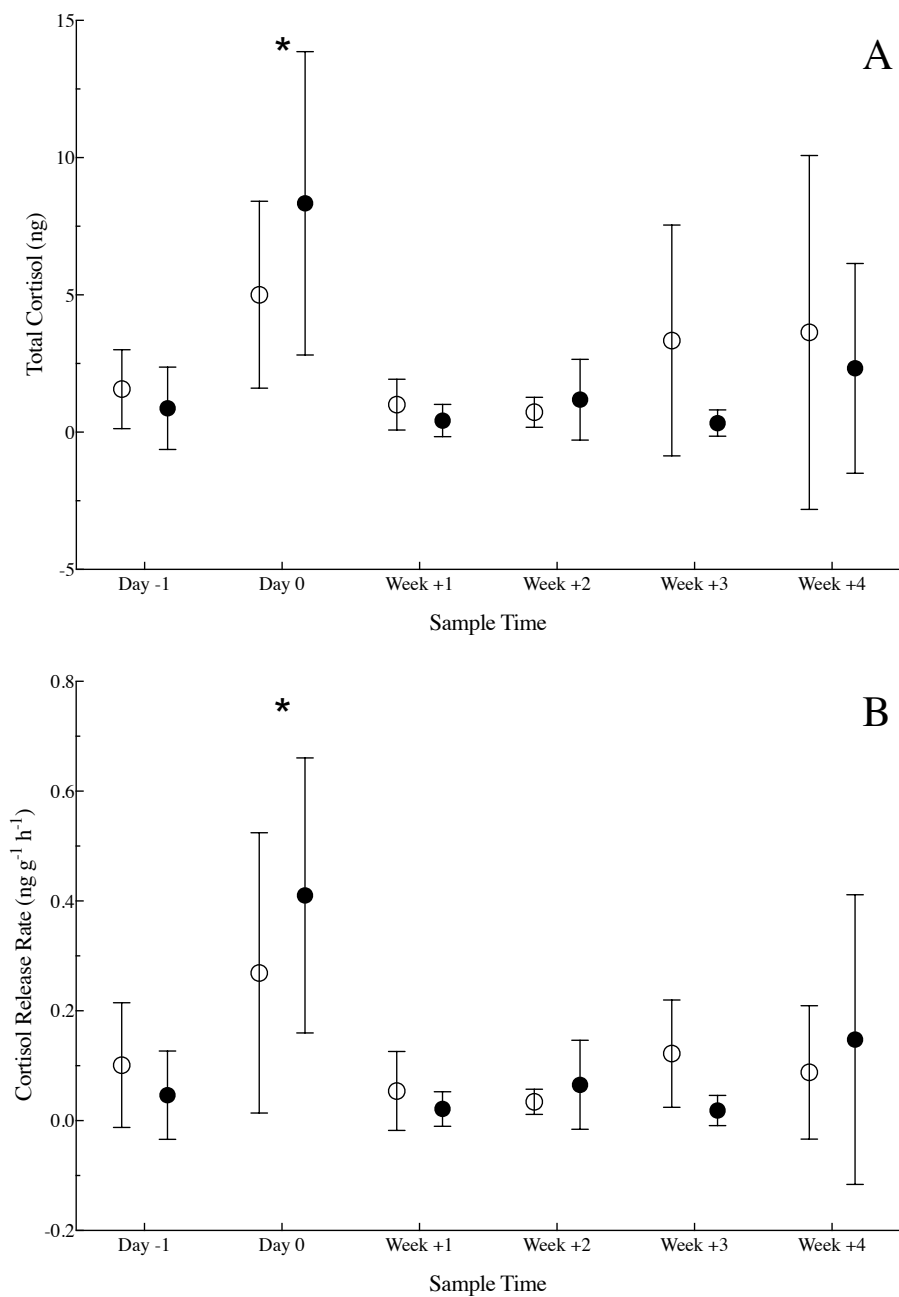 A
*
15
10
5
0
-5
Total Cortisol (ng)
Day -1 Day 0 Week +1 Week +2 Week +3 Week +4
Sample Time
B
*
0.8
0.6
0.4
0.2
0.0
-0.2
Cortisol Release Rate (ng g⁻¹ h⁻¹)
Day -1 Day 0 Week +1 Week +2 Week +3 Week +4
Sample Time